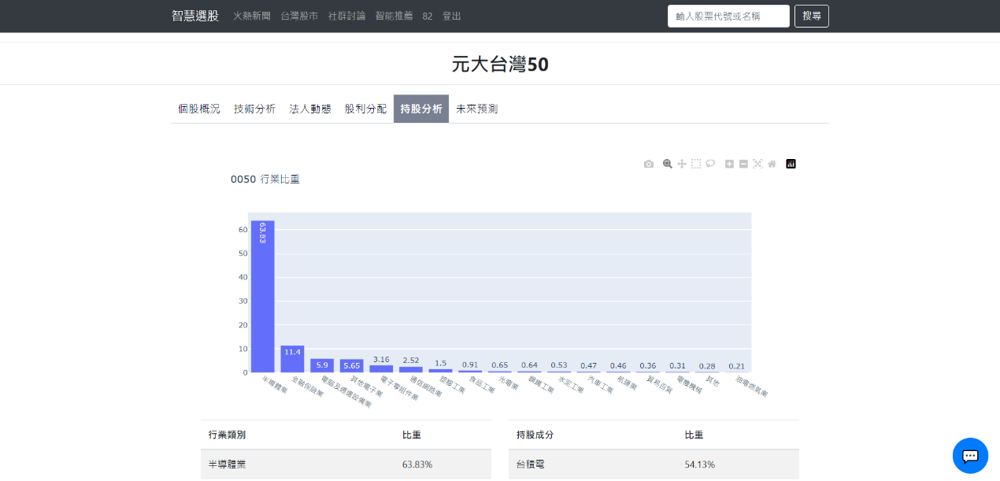 智慧選股 火熱新聞 台灣股市 社群討論 智能推薦 82 登出 輸入股票代號或名稱 搜尋
元大台灣50
個股概況 技術分析 法人動態 股利分配 持股分析 未來預測
0050 行業比重
60
50
40
30
20
10
0
63.83 11.4 5.9 5.65 3.16 2.52 1.5 0.91 0.65 0.64 0.53 0.47 0.46 0.36 0.31 0.28 0.21
半導體業 金融保險業 電腦及週邊設備業 其他電子業 電子零組件業 通信網路業 塑膠工業 食品工業 光電業 鋼鐵工業 水泥工業 汽車工業 航運業 貿易百貨 電機機械 其他 油電燃氣業
行業類別 比重 持股成分 比重
半導體業 63.83% 台積電 54.13%